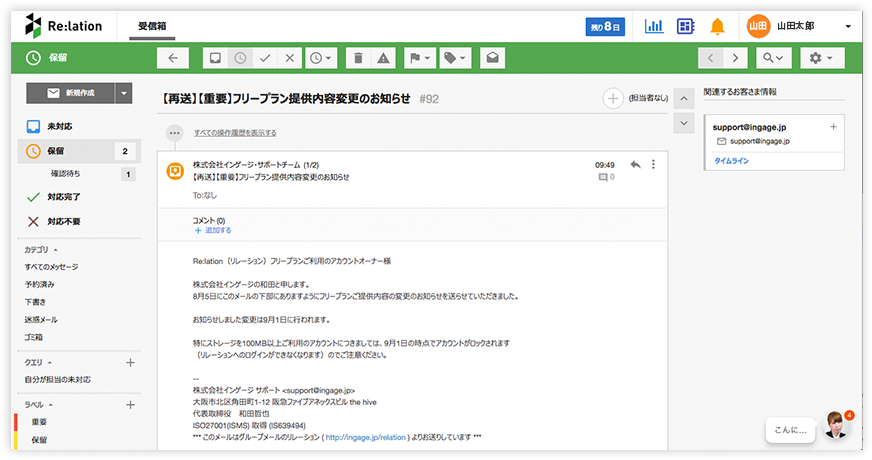 Re:lation
受信箱
残り8日
山田
山田太郎
保留
新規作成
未対応
保留
2
確認待ち
1
対応完了
対応不要
カテゴリ
すべてのメッセージ
予約済み
下書き
迷惑メール
ゴミ箱
クエリ
自分が担当の未対応
ラベル
重要
保留
【再送】【重要】フリープラン提供内容変更のお知らせ #92
(担当者なし)
すべての操作履歴を表示する
株式会社インゲージ・サポートチーム (1/2)
09:49
【再送】【重要】フリープラン提供内容変更のお知らせ
0
To:なし
コメント (0)
+ 追加する
Re:lation（リレーション）フリープランご利用のアカウントオーナー様
株式会社インゲージの和田と申します。
8月5日にこのメールの下部にありますようにフリープランご提供内容の変更のお知らせを送らせていただきました。
お知らせしました変更は9月1日に行われます。
特にストレージを100MB以上ご利用のアカウントにつきましては、9月1日の時点でアカウントがロックされます
（リレーションへのログインができなくなります）のでご注意ください。
--
株式会社インゲージ サポート <support@ingage.jp>
大阪市北区角田町1-12 阪急ファイブアネックスビル the hive
代表取締役　和田哲也
ISO27001(ISMS) 取得 (IS639494)
*** このメールはグループメールのリレーション ( http://ingage.jp/relation ) よりお送りしています ***
関連するお客さま情報
support@ingage.jp
support@ingage.jp
タイムライン
こんに...
4